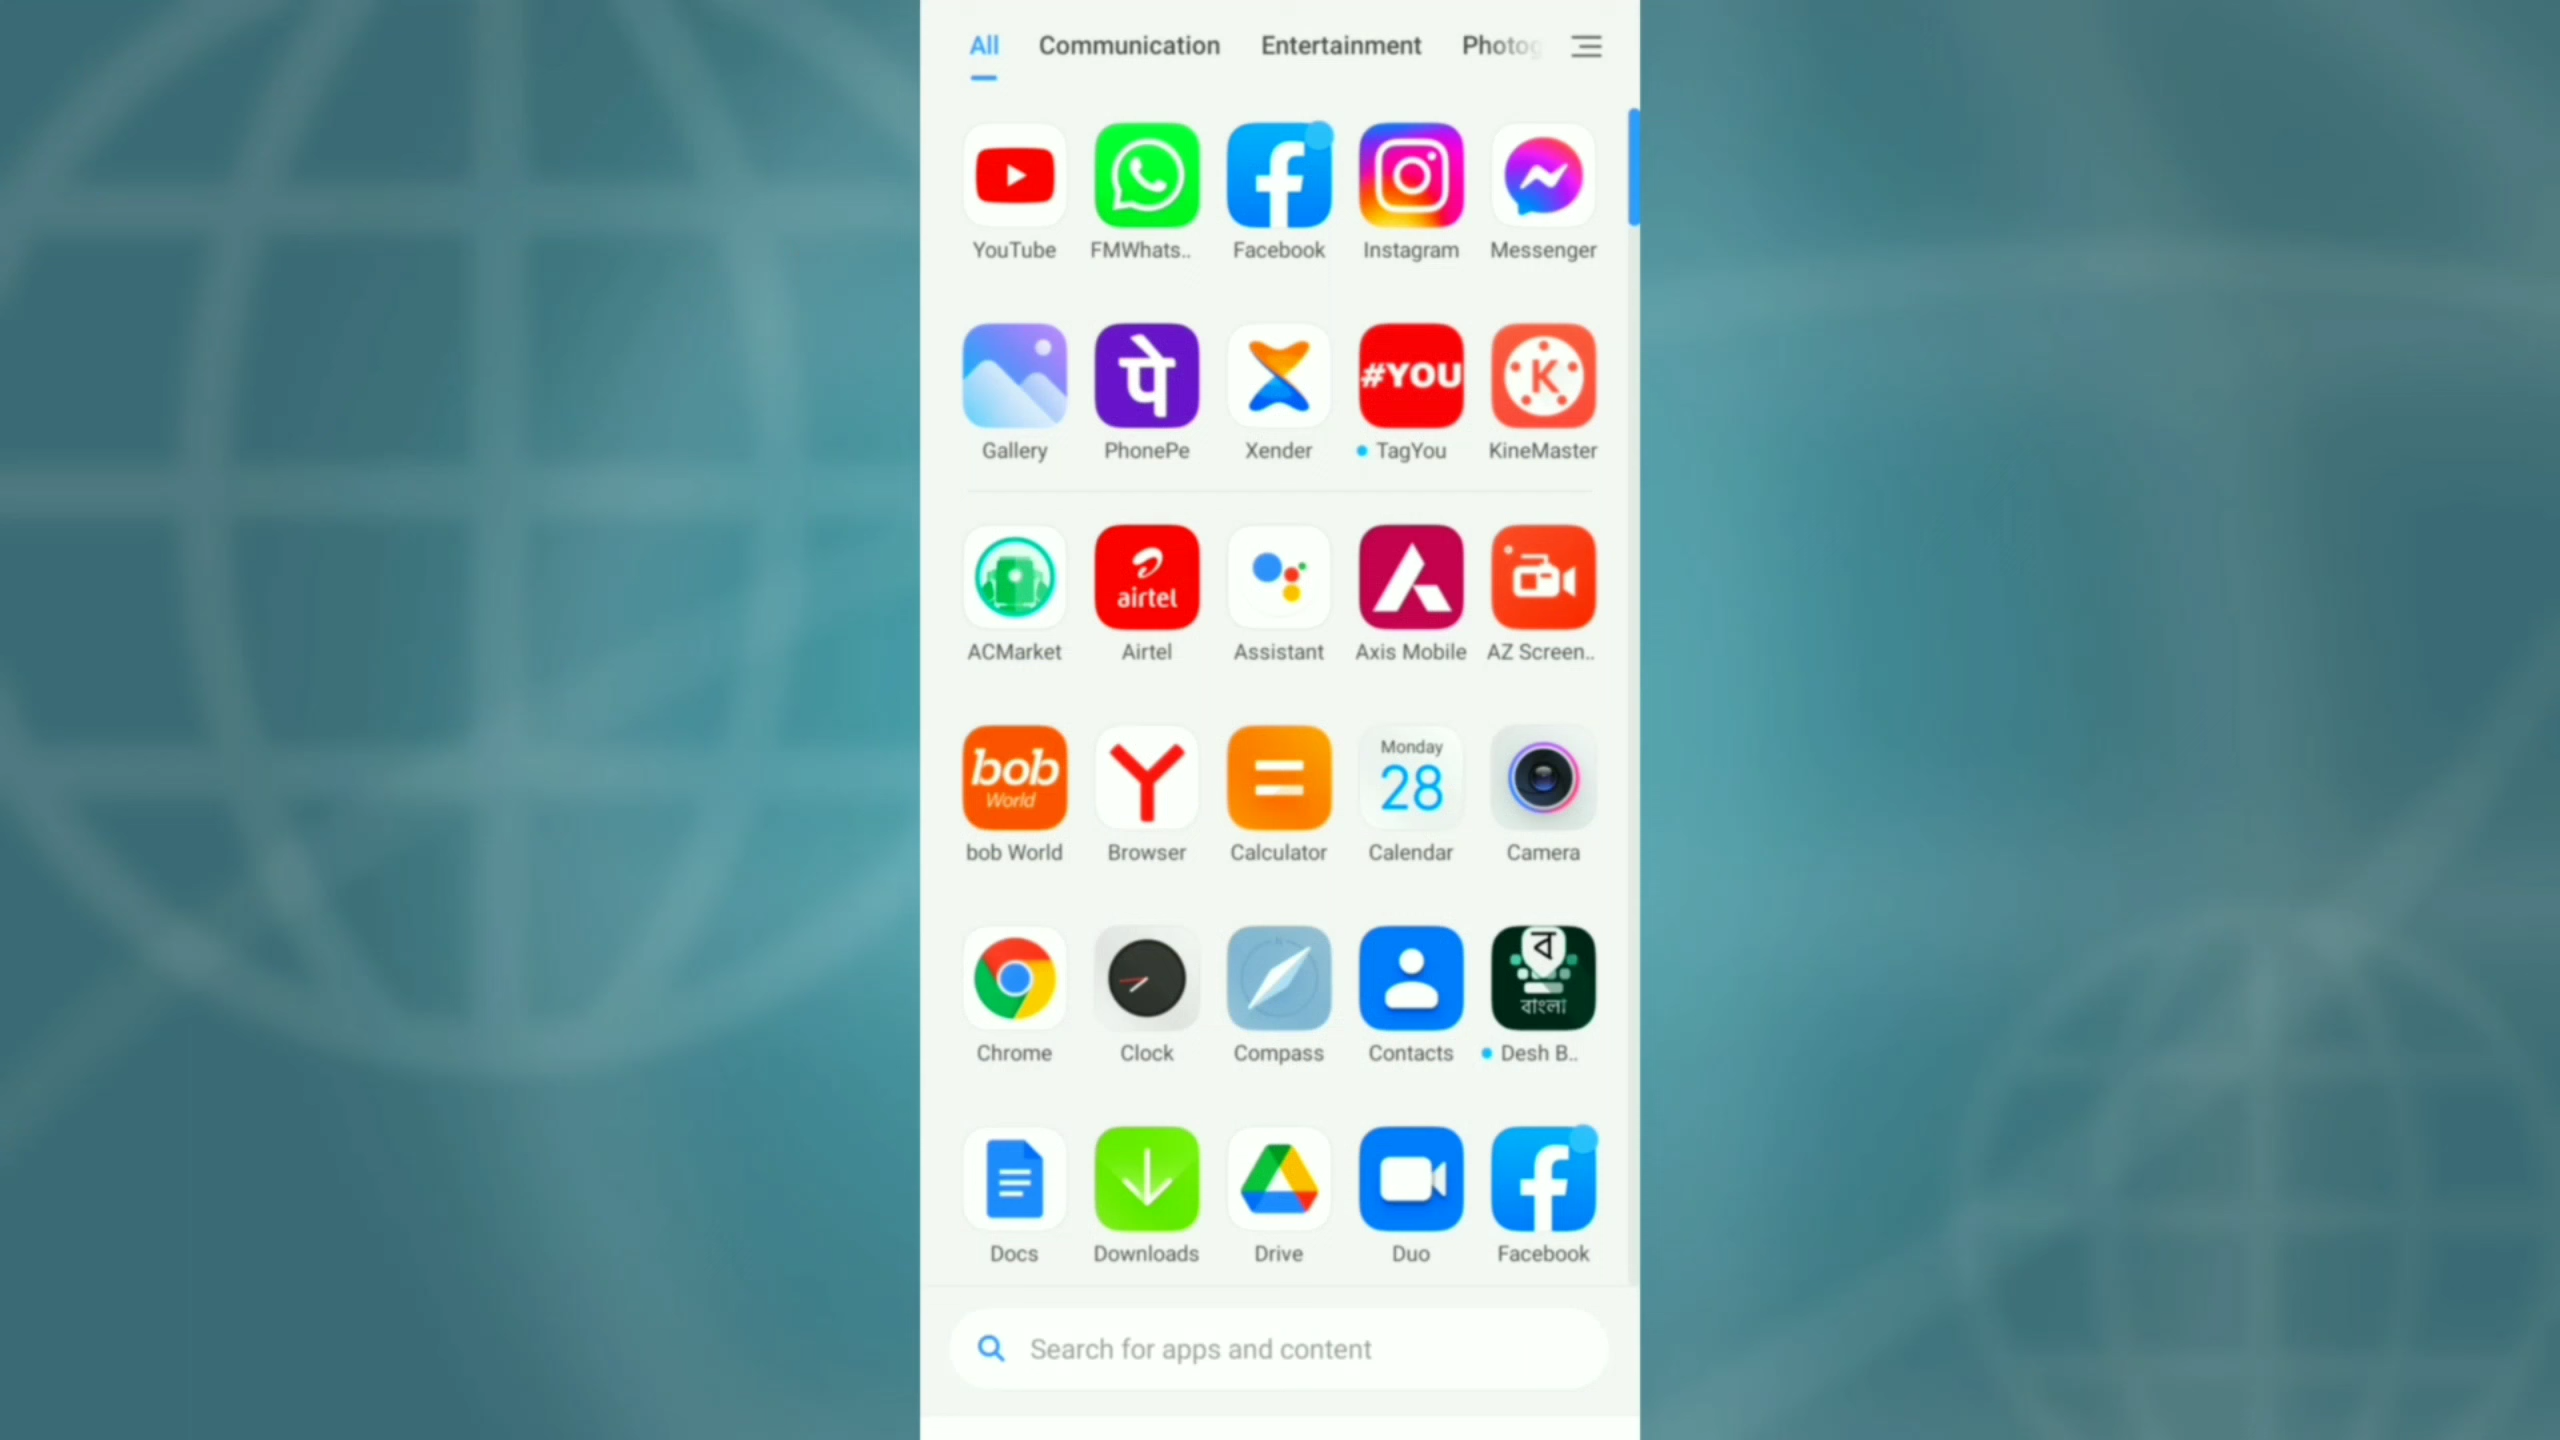 All Communication Entertainment Photog
YouTube FMWhats.. Facebook Instagram Messenger
पे #YOU K
Gallery PhonePe Xender TagYou KineMaster
airtel
ACMarket Airtel Assistant Axis Mobile AZ Screen..
bob
World
Monday
28
bob World Browser Calculator Calendar Camera
ব
বাংলা
Chrome Clock Compass Contacts Desh B..
Docs Downloads Drive Duo Facebook
Search for apps and content